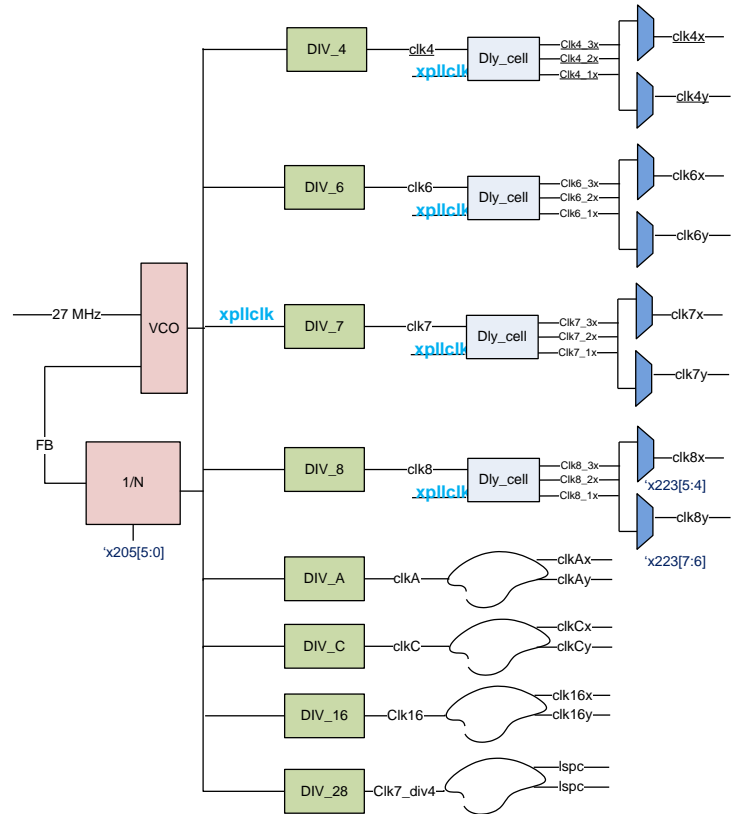 DIV_4
clk4
xpllclk
Dly_cell
Clk4_3x
Clk4_2x
Clk4_1x
clk4x
clk4y
DIV_6
clk6
xpllclk
Dly_cell
Clk6_3x
Clk6_2x
Clk6_1x
clk6x
clk6y
27 MHz
VCO
xpllclk
DIV_7
clk7
xpllclk
Dly_cell
Clk7_3x
Clk7_2x
Clk7_1x
clk7x
clk7y
FB
1/N
'x205[5:0]
DIV_8
clk8
xpllclk
Dly_cell
Clk8_3x
Clk8_2x
Clk8_1x
clk8x
'x223[5:4]
clk8y
'x223[7:6]
DIV_A
clkA
clkAx
clkAy
DIV_C
clkC
clkCx
clkCy
DIV_16
Clk16
clk16x
clk16y
DIV_28
Clk7_div4
lspc
lspc